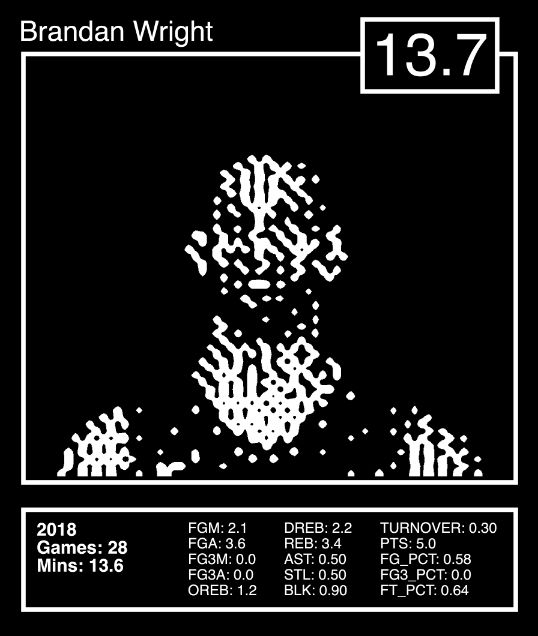 Brandan Wright
13.7
2018
Games: 28
Mins: 13.6
FGM: 2.1
FGA: 3.6
FG3M: 0.0
FG3A: 0.0
OREB: 1.2
DREB: 2.2
REB: 3.4
AST: 0.50
STL: 0.50
BLK: 0.90
TURNOVER: 0.30
PTS: 5.0
FG_PCT: 0.58
FG3_PCT: 0.0
FT_PCT: 0.64